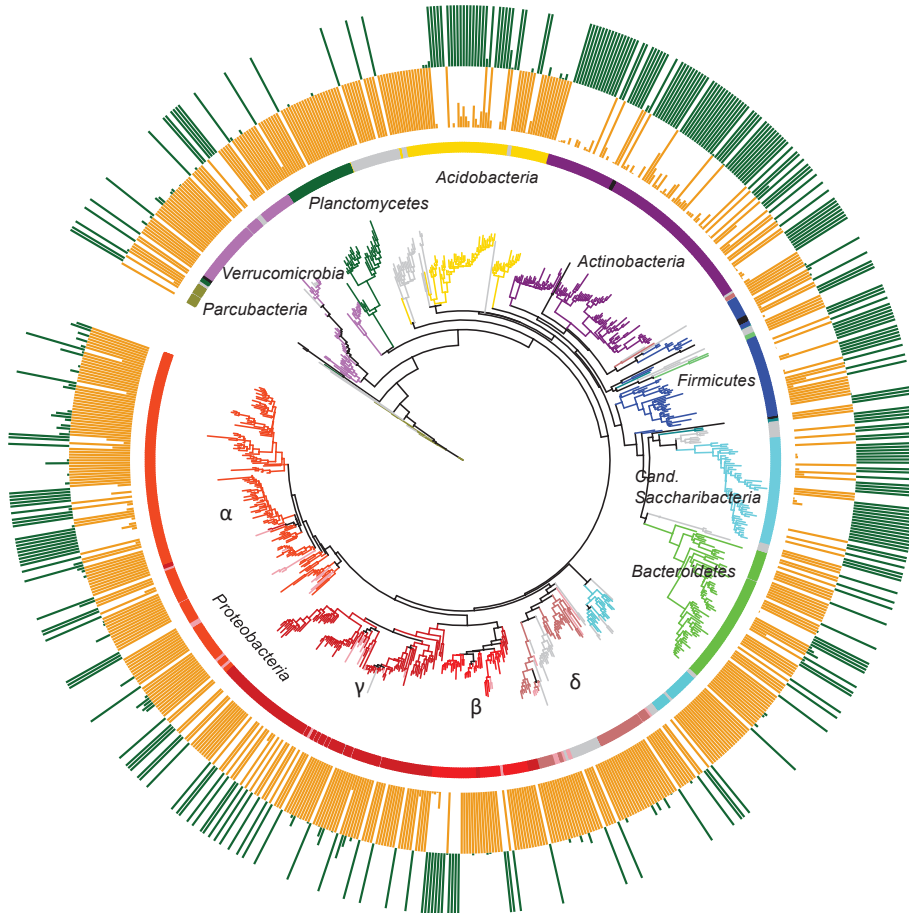 Acidobacteria
Planctomycetes
Actinobacteria
Verrucomicrobia
Parcubacteria
Firmicutes
Cand.
Saccharibacteria
α
Bacteroidetes
Proteobacteria
γ
β
δ